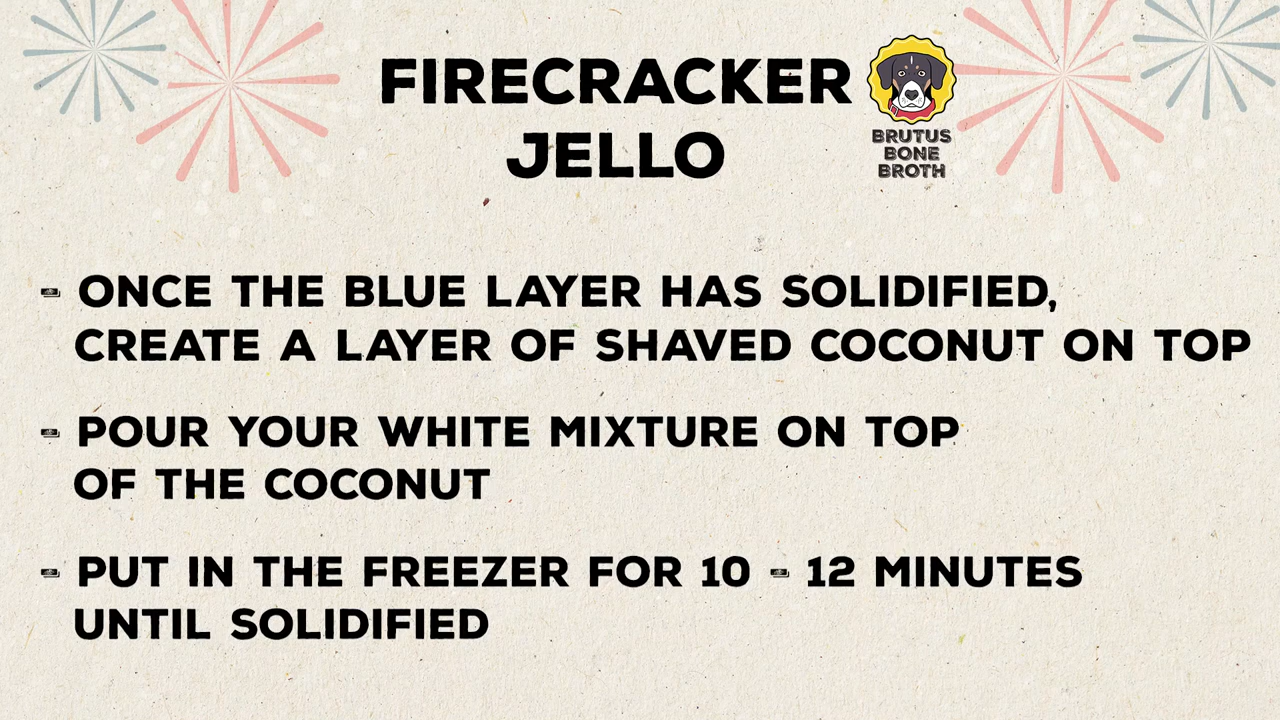 FIRECRACKER
JELLO
BRUTUS
BONE
BROTH
- ONCE THE BLUE LAYER HAS SOLIDIFIED,
CREATE A LAYER OF SHAVED COCONUT ON TOP
- POUR YOUR WHITE MIXTURE ON TOP
OF THE COCONUT
- PUT IN THE FREEZER FOR 10 - 12 MINUTES
UNTIL SOLIDIFIED